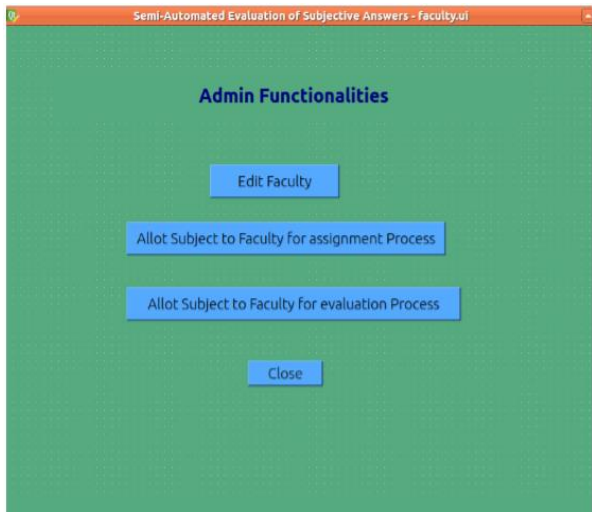 Semi-Automated Evaluation of Subjective Answers - faculty.ui
Admin Functionalities
Edit Faculty
Allot Subject to Faculty for assignment Process
Allot Subject to Faculty for evaluation Process
Close